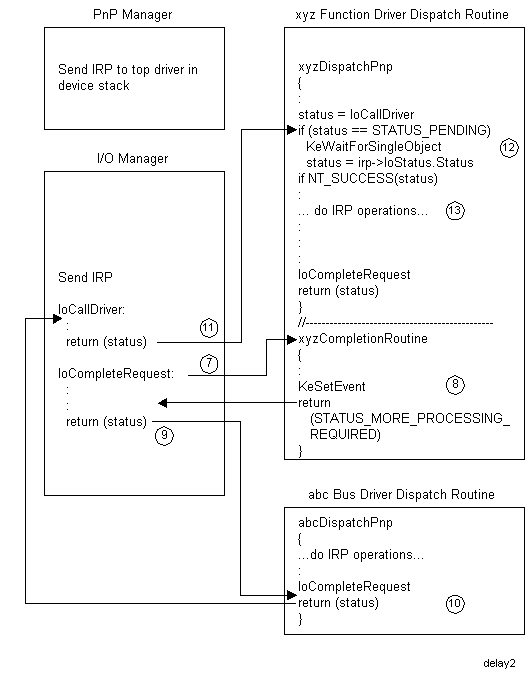 PnP Manager
Send IRP to top driver in
device stack
I/O Manager
Send IRP
IoCallDriver:
:
return (status)
11
IoCompleteRequest:
7
:
:
return (status)
9
xyz Function Driver Dispatch Routine
xyzDispatchPnp
{
:
status = IoCallDriver
if (status == STATUS_PENDING)
KeWaitForSingleObject
12
status = irp->IoStatus.Status
if NT_SUCCESS(status)
:
... do IRP operations...
13
:
:
:
IoCompleteRequest
return (status)
}
//-----------------------------------------------
xyzCompletionRoutine
{
:
KeSetEvent
8
return
(STATUS_MORE_PROCESSING_
REQUIRED)
}
abc Bus Driver Dispatch Routine
abcDispatchPnp
{
...do IRP operations...
:
IoCompleteRequest
return (status)
10
}
delay2